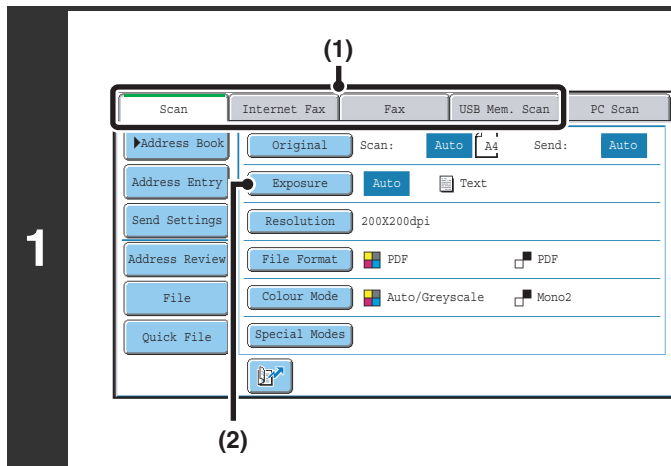 1
(1)
Scan Internet Fax Fax USB Mem. Scan PC Scan
Address Book Original Scan: Auto A4 Send: Auto
Address Entry Exposure Auto Text
Send Settings Resolution 200X200dpi
Address Review File Format PDF PDF
File Colour Mode Auto/Greyscale Mono2
Quick File Special Modes
(2)